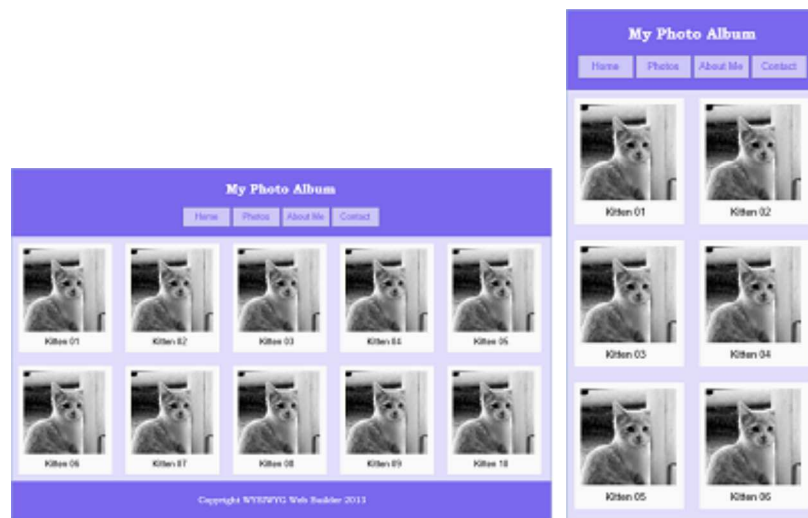 My Photo Album
Home Photos About Me Contact
Kitten 01 Kitten 02 Kitten 03 Kitten 04 Kitten 05
Kitten 06 Kitten 07 Kitten 08 Kitten 09 Kitten 10
Copyright WYSIWYG Web Builder 2013
My Photo Album
Home Photos About Me Contact
Kitten 01 Kitten 02
Kitten 03 Kitten 04
Kitten 05 Kitten 06